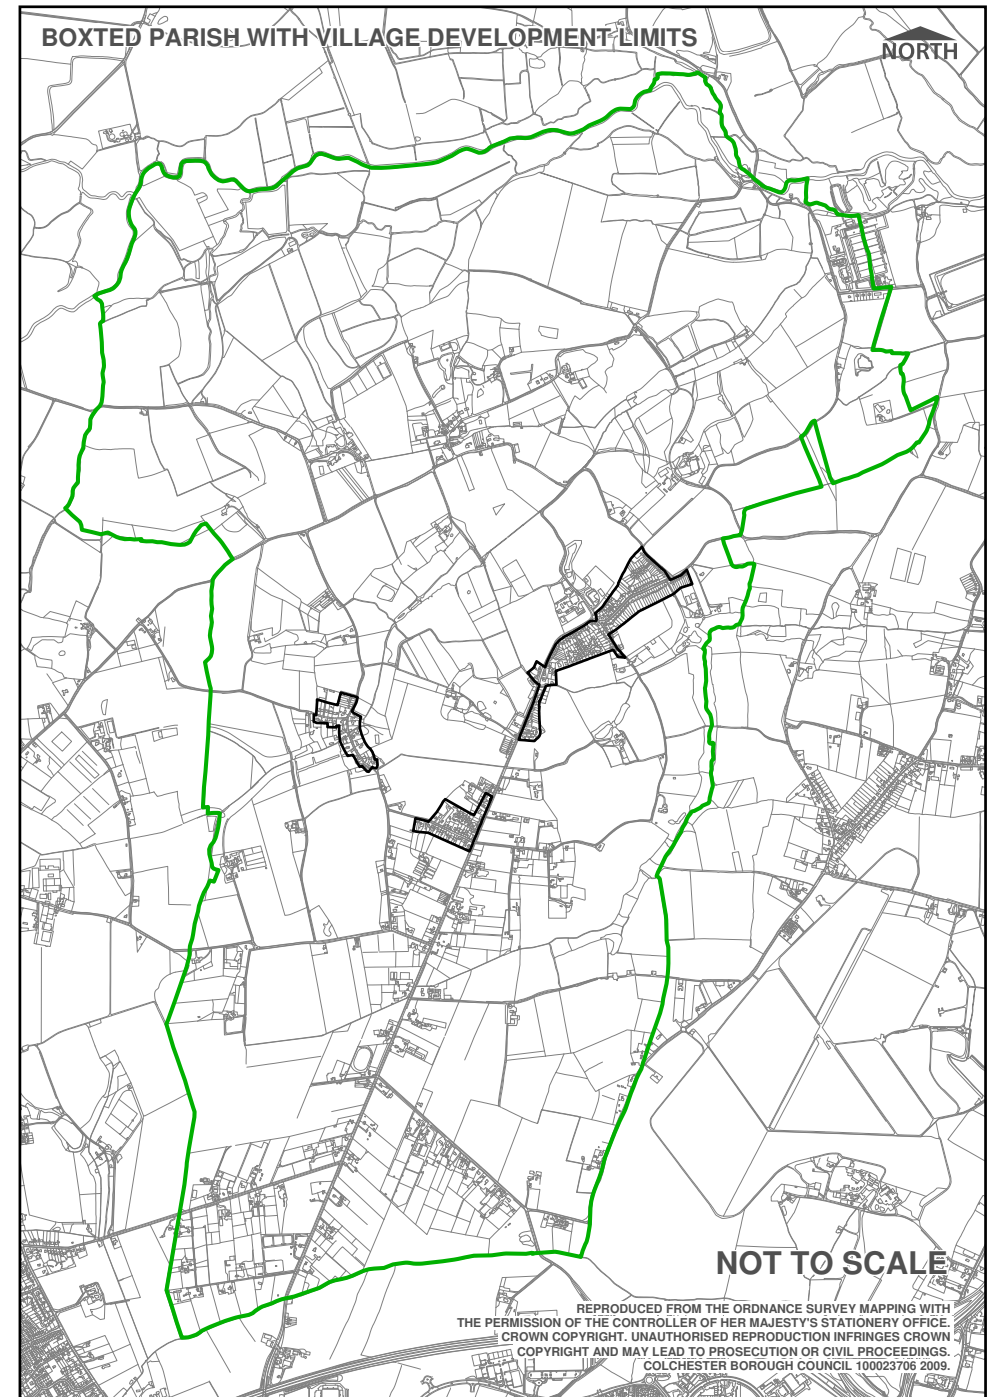 BOXTED PARISH WITH VILLAGE DEVELOPMENT LIMITS
NORTH
NOT TO SCALE
REPRODUCED FROM THE ORDNANCE SURVEY MAPPING WITH
THE PERMISSION OF THE CONTROLLER OF HER MAJESTY'S STATIONERY OFFICE.
CROWN COPYRIGHT. UNAUTHORISED REPRODUCTION INFRINGES CROWN
COPYRIGHT AND MAY LEAD TO PROSECUTION OR CIVIL PROCEEDINGS.
COLCHESTER BOROUGH COUNCIL 100023706 2009.